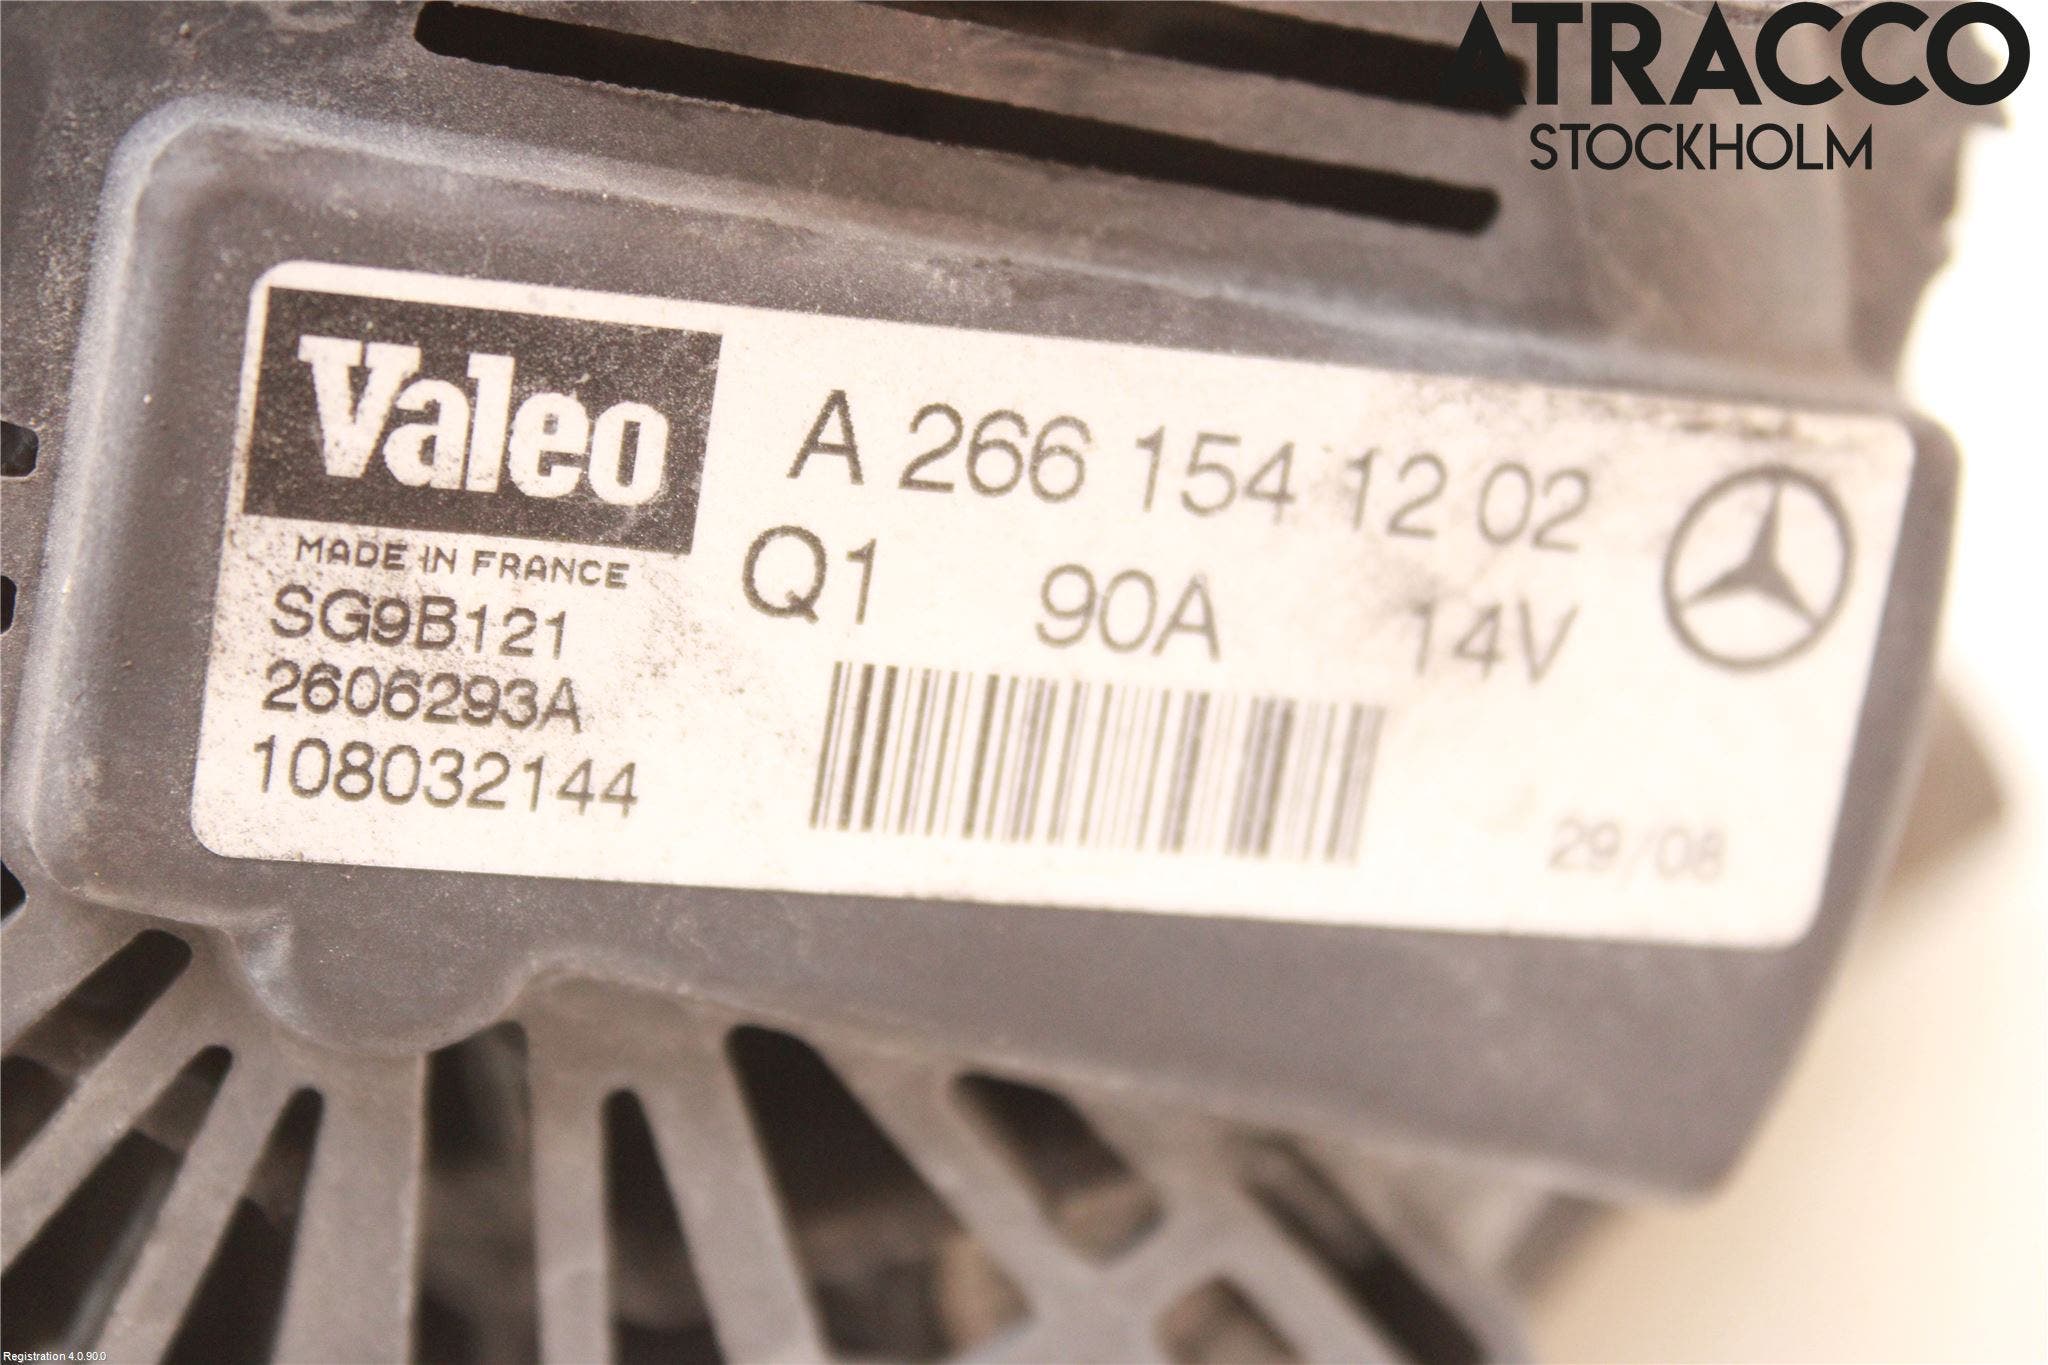 ATRACCO
STOCKHOLM
Valeo
MADE IN FRANCE
SG9B121
2606293A
108032144
A 266 154 12 02
Q1 90A 14V
29/08
Registration 4.0.90.0